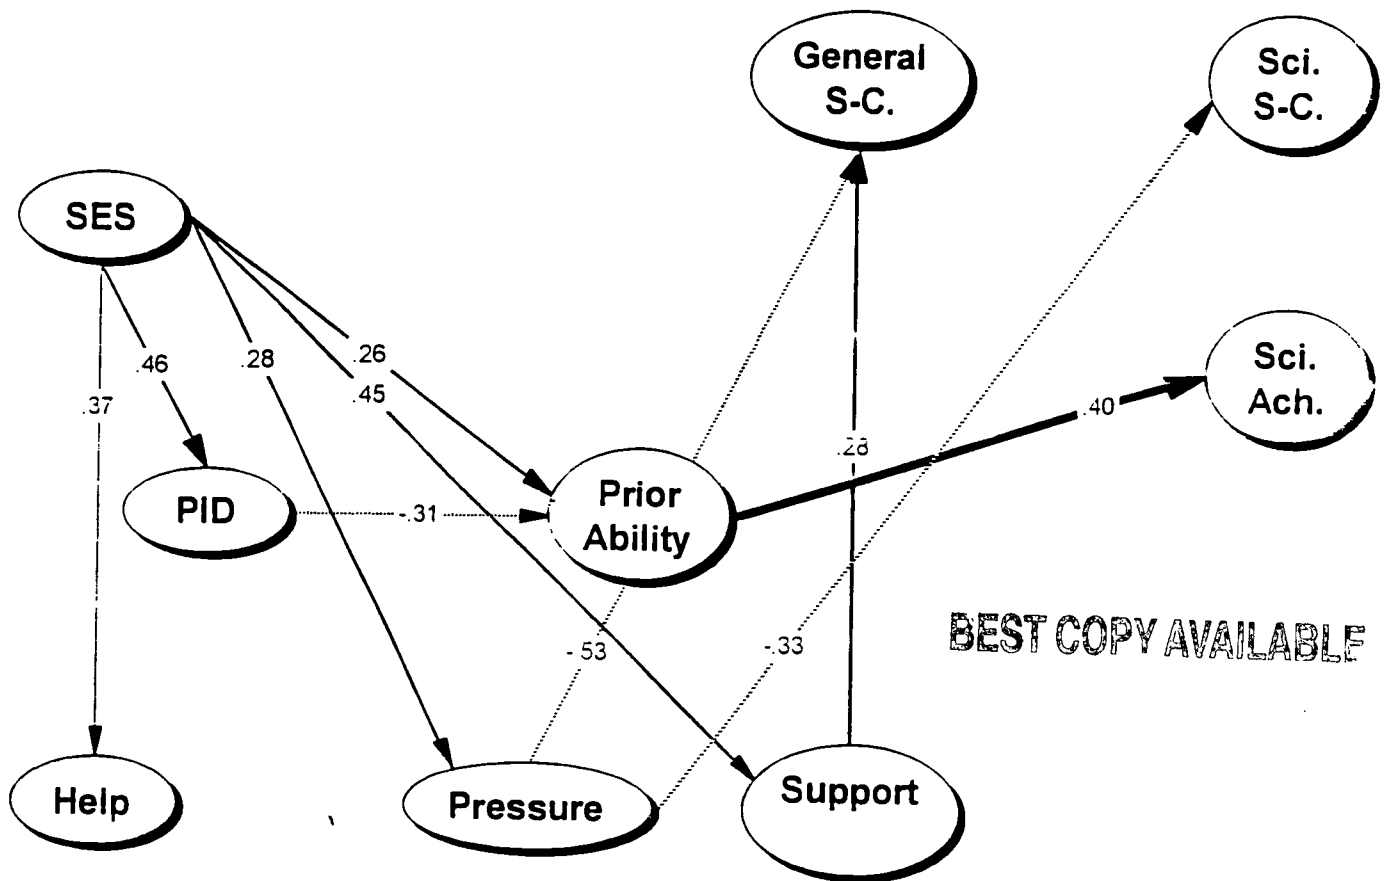 General
S-C.
Sci.
S-C.
SES
.46
.37
.28
.26
.45
.28
.40
Sci.
Ach.
PID
-.31
Prior
Ability
-.53
-.33
BEST COPY AVAILABLE
Help
Pressure
Support